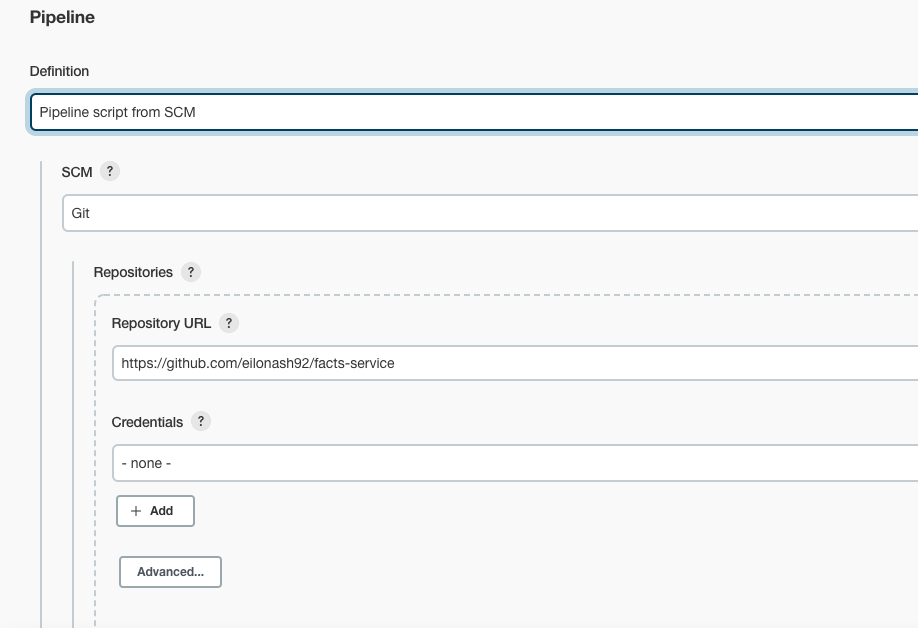 Pipeline
Definition
Pipeline script from SCM
SCM ?
Git
Repositories ?
Repository URL ?
https://github.com/eilonash92/facts-service
Credentials ?
- none -
+ Add
Advanced...